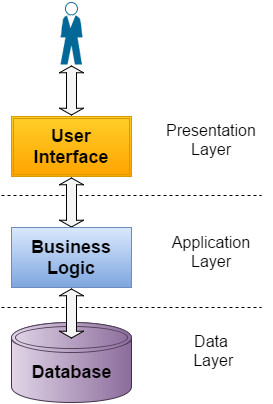 User
Interface
Presentation
Layer
Business
Logic
Application
Layer
Database
Data
Layer